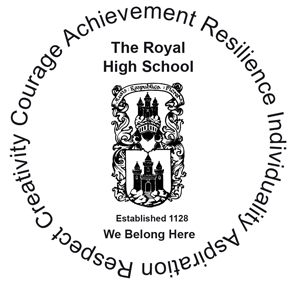 Creativity Courage Achievement Resilience Individuality Aspiration Respect
The Royal
High School
Established 1128
We Belong Here